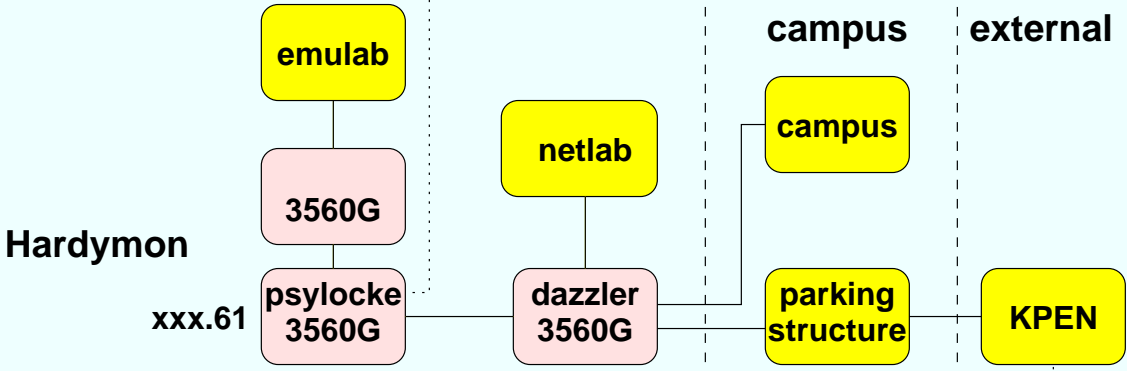 campus
external
emulab
campus
netlab
3560G
Hardymon
xxx.61
psylocke
3560G
dazzler
3560G
parking
structure
KPEN